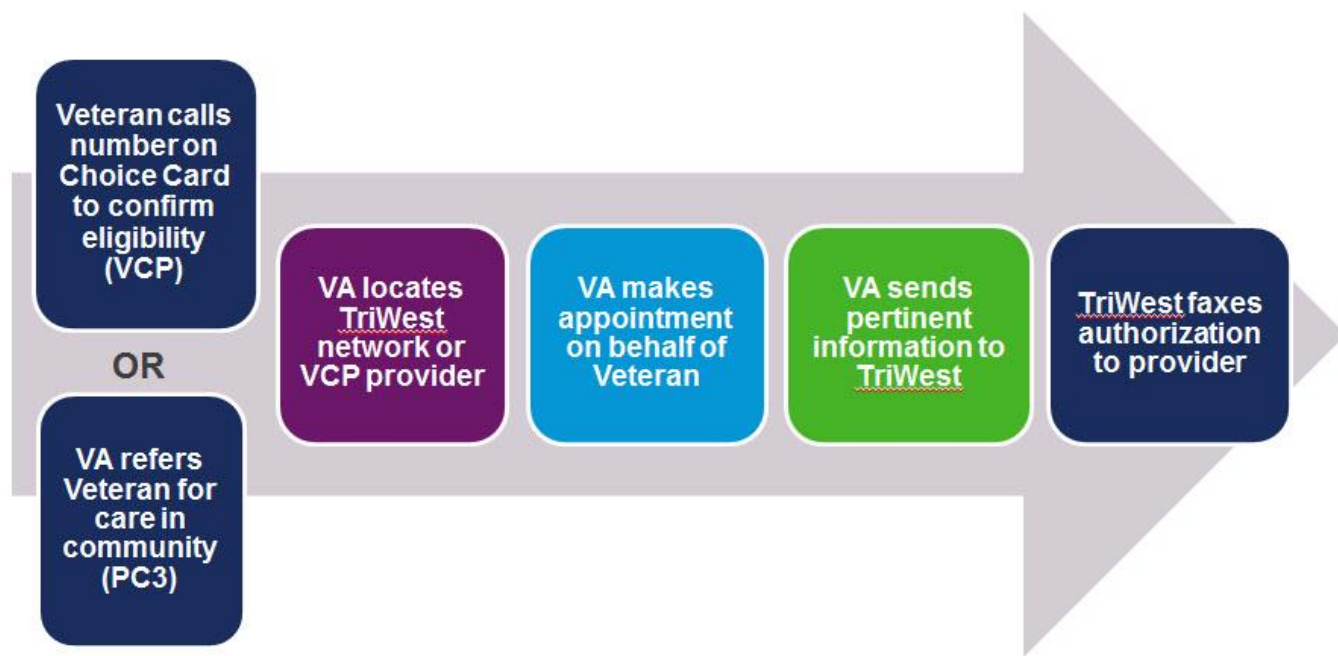 Veteran calls
number on
Choice Card
to confirm
eligibility
(VCP)
OR
VA refers
Veteran for
care in
community
(PC3)
VA locates
TriWest
network or
VCP provider
VA makes
appointment
on behalf of
Veteran
VA sends
pertinent
information to
TriWest
TriWest faxes
authorization
to provider